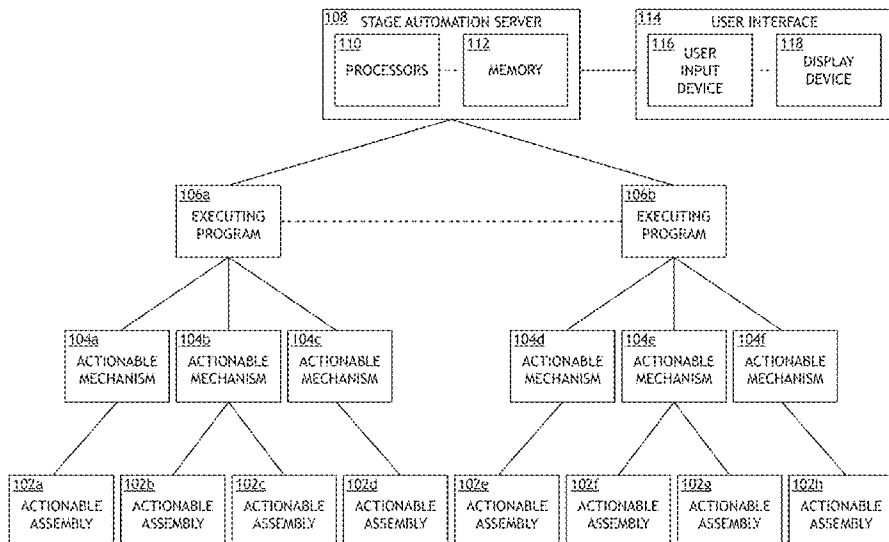 108 STAGE AUTOMATION SERVER
110 PROCESSORS
112 MEMORY
114 USER INTERFACE
116 USER INPUT DEVICE
118 DISPLAY DEVICE
106a EXECUTING PROGRAM
106b EXECUTING PROGRAM
104a ACTIONABLE MECHANISM
104b ACTIONABLE MECHANISM
104c ACTIONABLE MECHANISM
104d ACTIONABLE MECHANISM
104e ACTIONABLE MECHANISM
104f ACTIONABLE MECHANISM
102a ACTIONABLE ASSEMBLY
102b ACTIONABLE ASSEMBLY
102c ACTIONABLE ASSEMBLY
102d ACTIONABLE ASSEMBLY
102e ACTIONABLE ASSEMBLY
102f ACTIONABLE ASSEMBLY
102g ACTIONABLE ASSEMBLY
102h ACTIONABLE ASSEMBLY